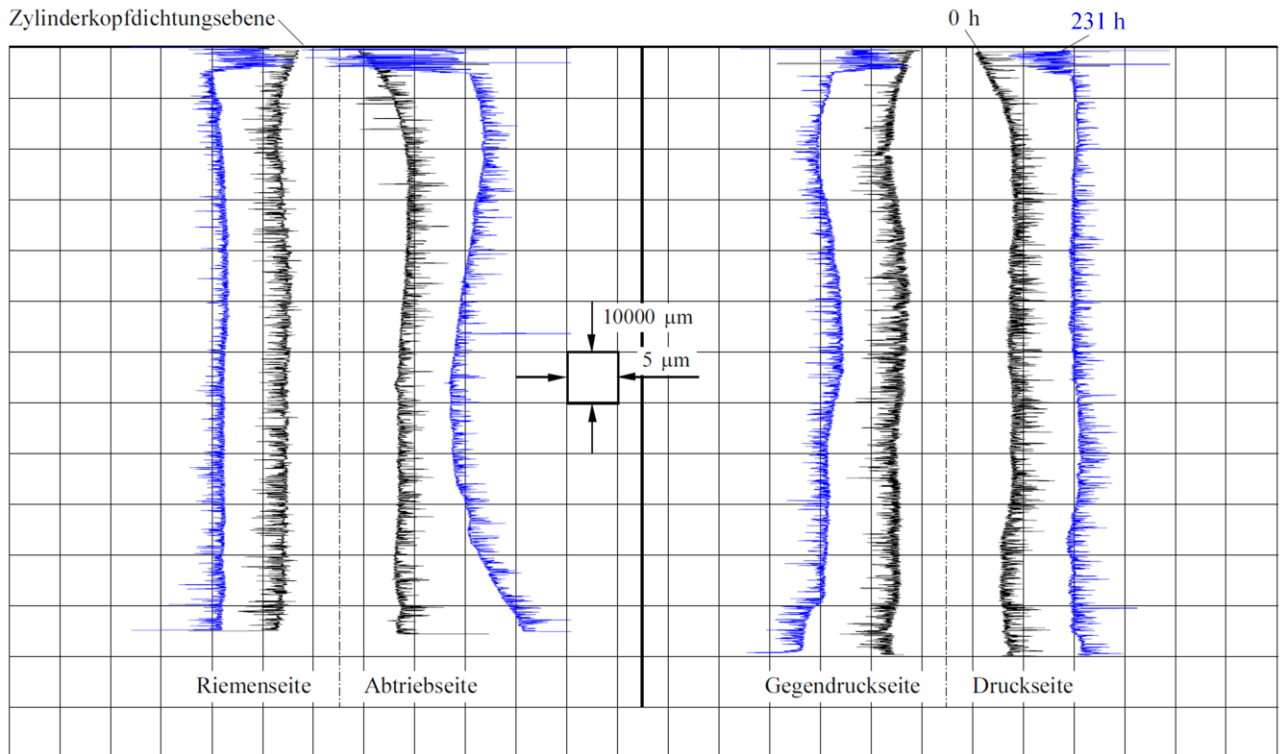 Zylinderkopfdichtungsebene
0 h
231 h
10000 µm
5 µm
Riemenseite
Abtriebseite
Gegendruckseite
Druckseite